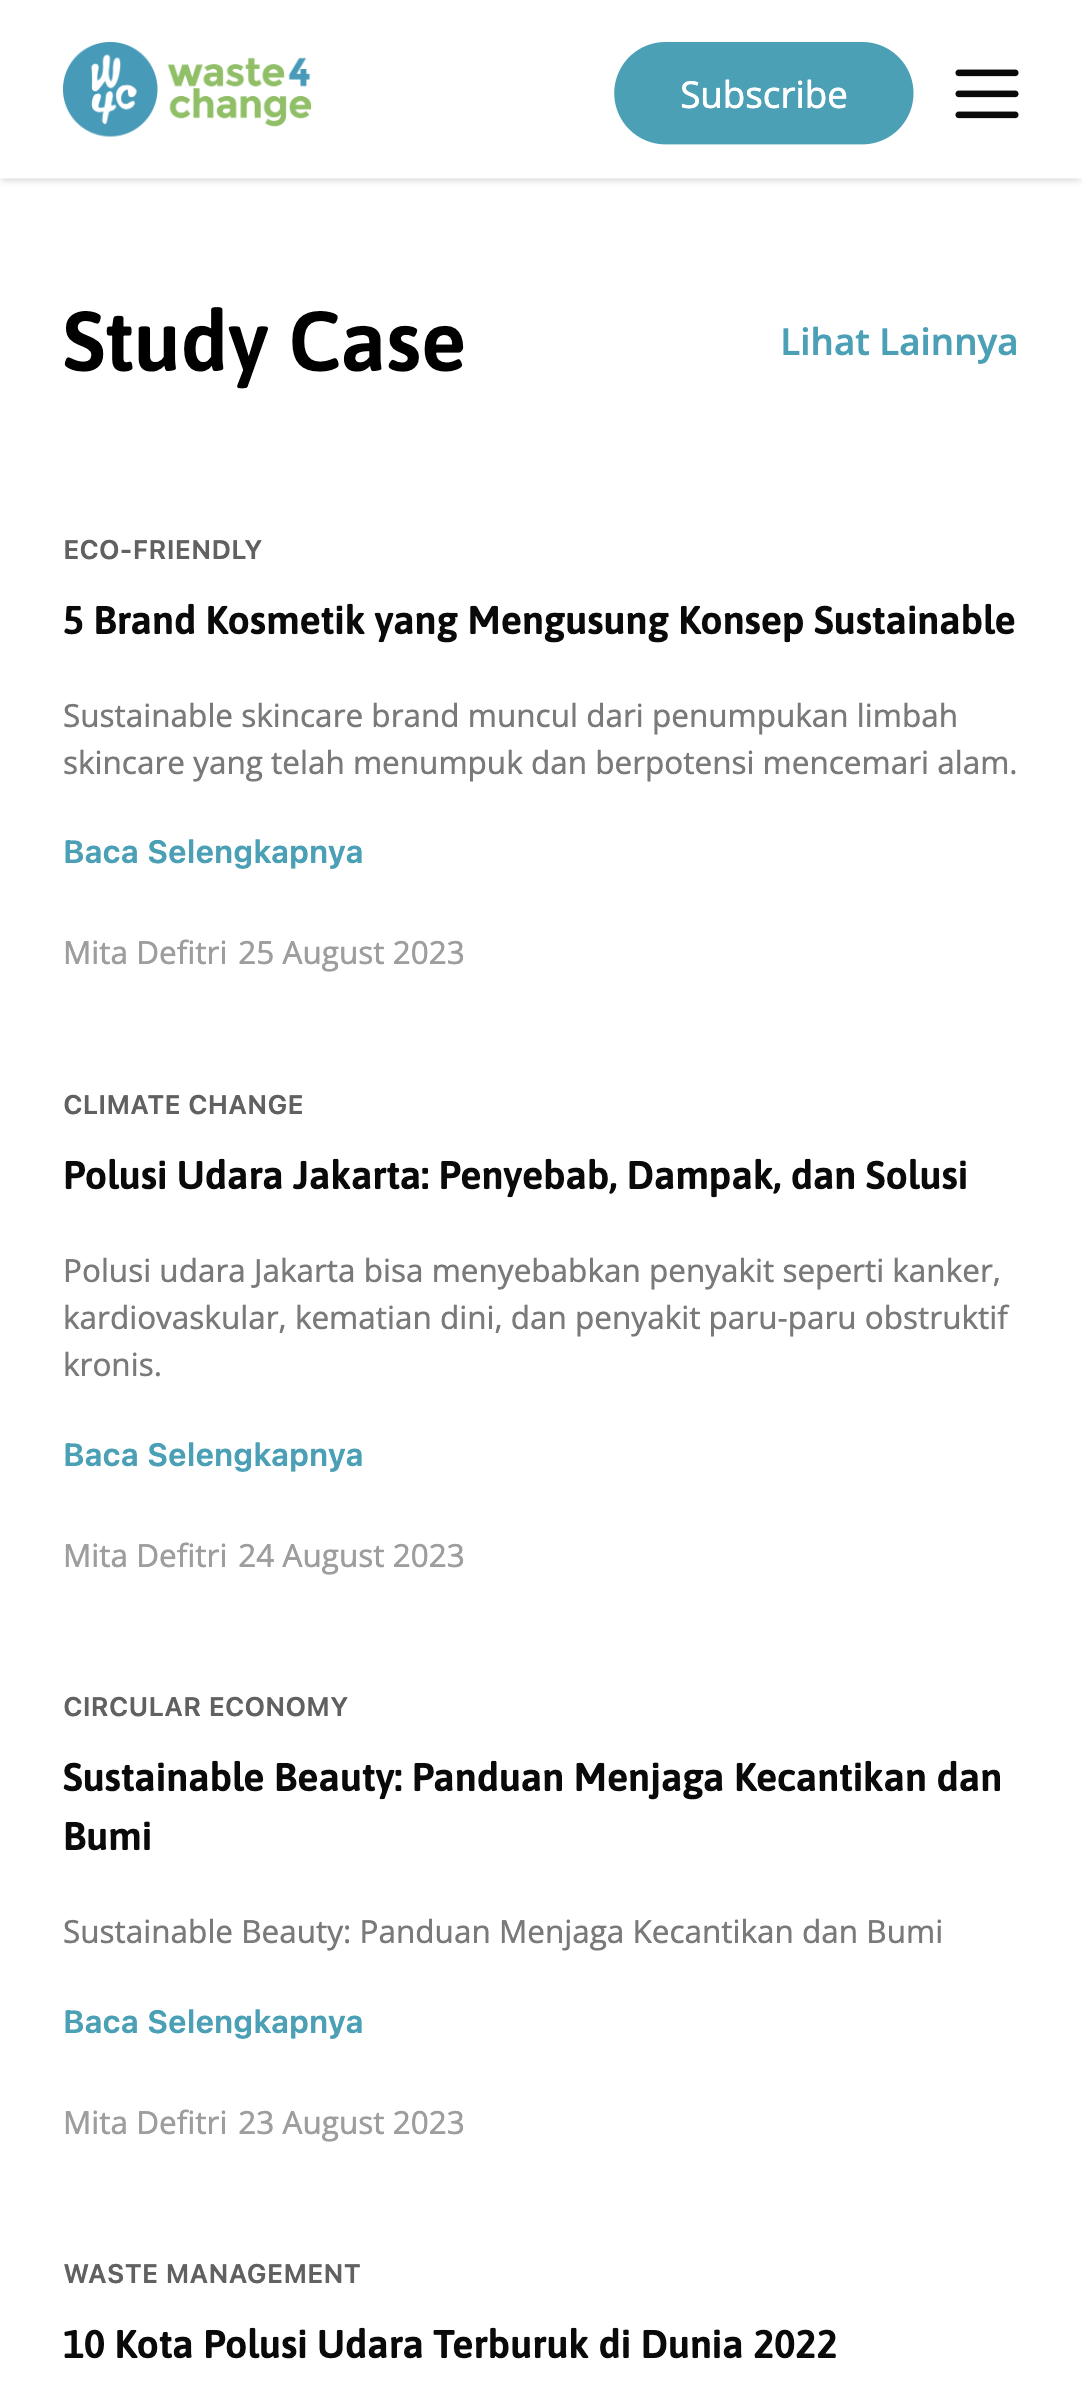 W4C
waste4
change
Subscribe
Study Case
Lihat Lainnya
ECO-FRIENDLY
5 Brand Kosmetik yang Mengusung Konsep Sustainable
Sustainable skincare brand muncul dari penumpukan limbah
skincare yang telah menumpuk dan berpotensi mencemari alam.
Baca Selengkapnya
Mita Defitri 25 August 2023
CLIMATE CHANGE
Polusi Udara Jakarta: Penyebab, Dampak, dan Solusi
Polusi udara Jakarta bisa menyebabkan penyakit seperti kanker,
kardiovaskular, kematian dini, dan penyakit paru-paru obstruktif
kronis.
Baca Selengkapnya
Mita Defitri 24 August 2023
CIRCULAR ECONOMY
Sustainable Beauty: Panduan Menjaga Kecantikan dan
Bumi
Sustainable Beauty: Panduan Menjaga Kecantikan dan Bumi
Baca Selengkapnya
Mita Defitri 23 August 2023
WASTE MANAGEMENT
10 Kota Polusi Udara Terburuk di Dunia 2022